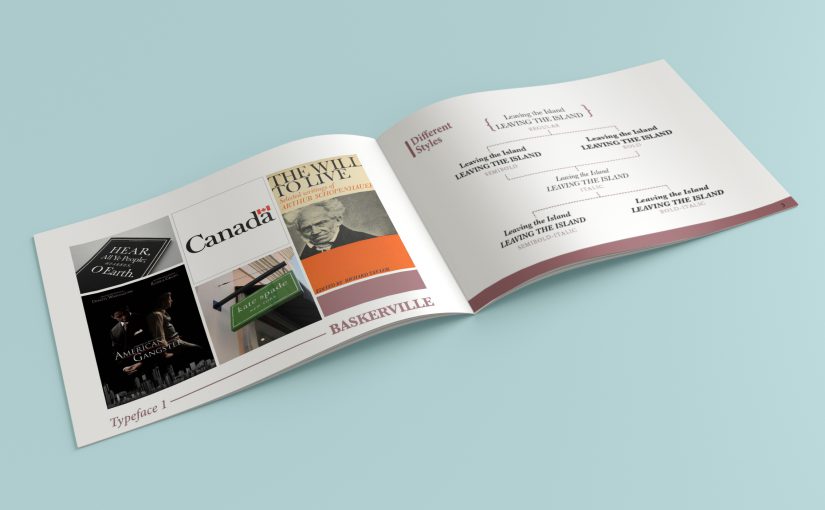 HEAR,
All Ye People;
HEARKEN,
O Earth.
Canada
THE WILL
TO LIVE
Selected writings of
ARTHUR SCHOPENHAUER
EDITED BY RICHARD TAYLOR
kate spade
NEW YORK
AMERICAN
GANGSTER
Typeface 1
BASKERVILLE
Different
Styles
{ Leaving the Island }
LEAVING THE ISLAND
REGULAR
Leaving the Island
LEAVING THE ISLAND
SEMIBOLD
Leaving the Island
LEAVING THE ISLAND
BOLD
Leaving the Island
LEAVING THE ISLAND
ITALIC
Leaving the Island
LEAVING THE ISLAND
SEMIBOLD-ITALIC
Leaving the Island
LEAVING THE ISLAND
BOLD-ITALIC